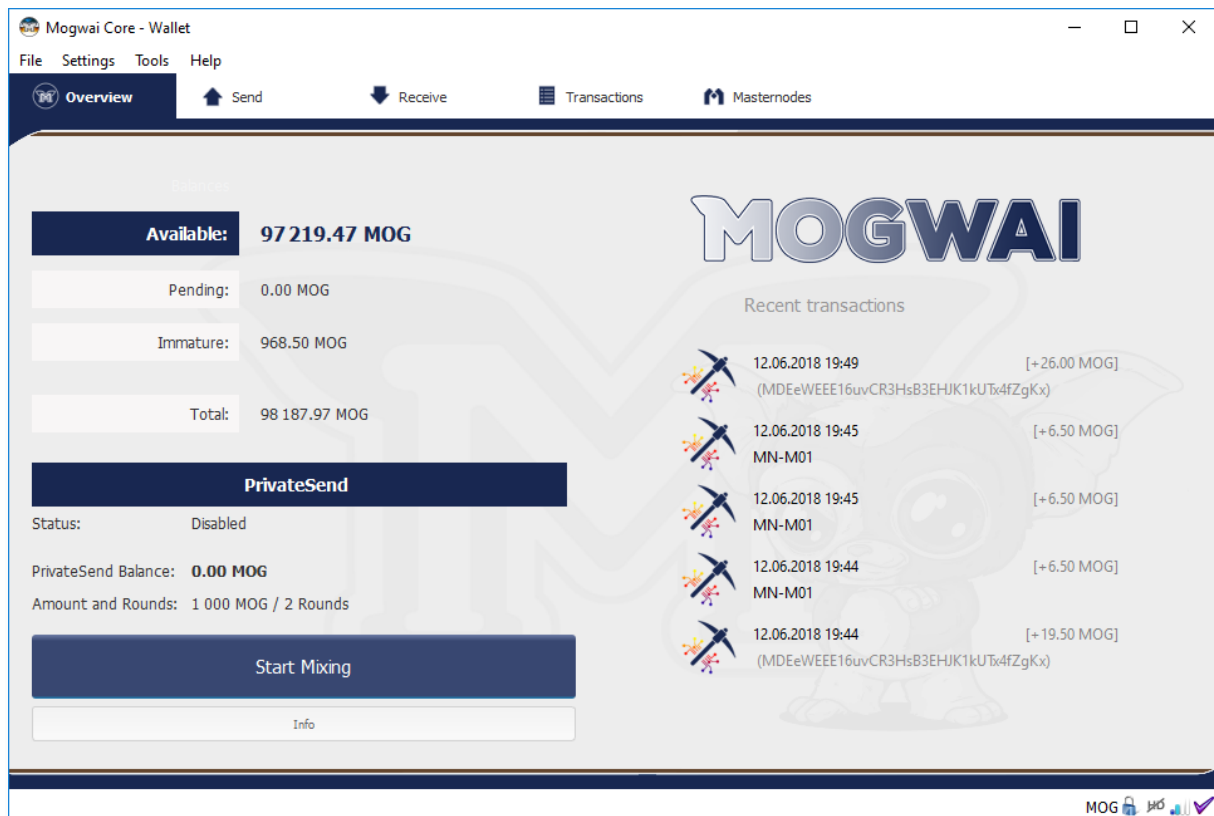 Mogwai Core - Wallet
File Settings Tools Help
Overview Send Receive Transactions Masternodes
Balances
Available: 97 219.47 MOG
Pending: 0.00 MOG
Immature: 968.50 MOG
Total: 98 187.97 MOG
PrivateSend
Status: Disabled
PrivateSend Balance: 0.00 MOG
Amount and Rounds: 1 000 MOG / 2 Rounds
Start Mixing
Info
MOGWAI
Recent transactions
12.06.2018 19:49 [+26.00 MOG]
(MDEeWEEE16uvCR3HsB3EHJK1kUTx4fZgKx)
12.06.2018 19:45 [+6.50 MOG]
MN-M01
12.06.2018 19:45 [+6.50 MOG]
MN-M01
12.06.2018 19:44 [+6.50 MOG]
MN-M01
12.06.2018 19:44 [+19.50 MOG]
(MDEeWEEE16uvCR3HsB3EHJK1kUTx4fZgKx)
MOG HD